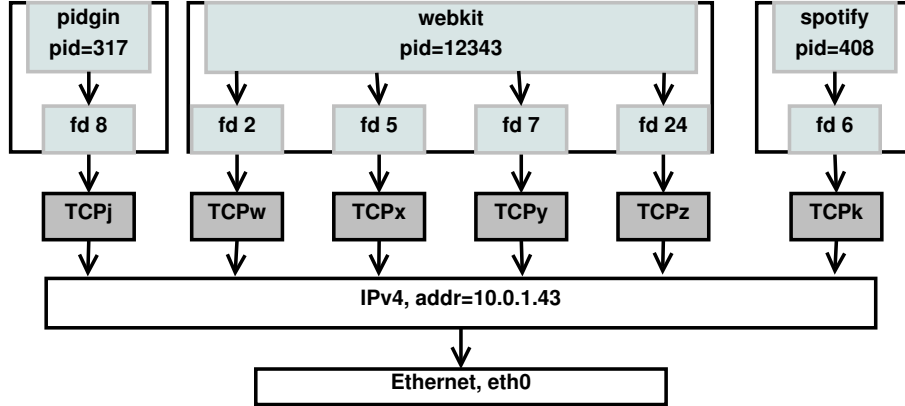 pidgin
pid=317
webkit
pid=12343
spotify
pid=408
fd 8
fd 2
fd 5
fd 7
fd 24
fd 6
TCPj
TCPw
TCPx
TCPy
TCPz
TCPk
IPv4, addr=10.0.1.43
Ethernet, eth0